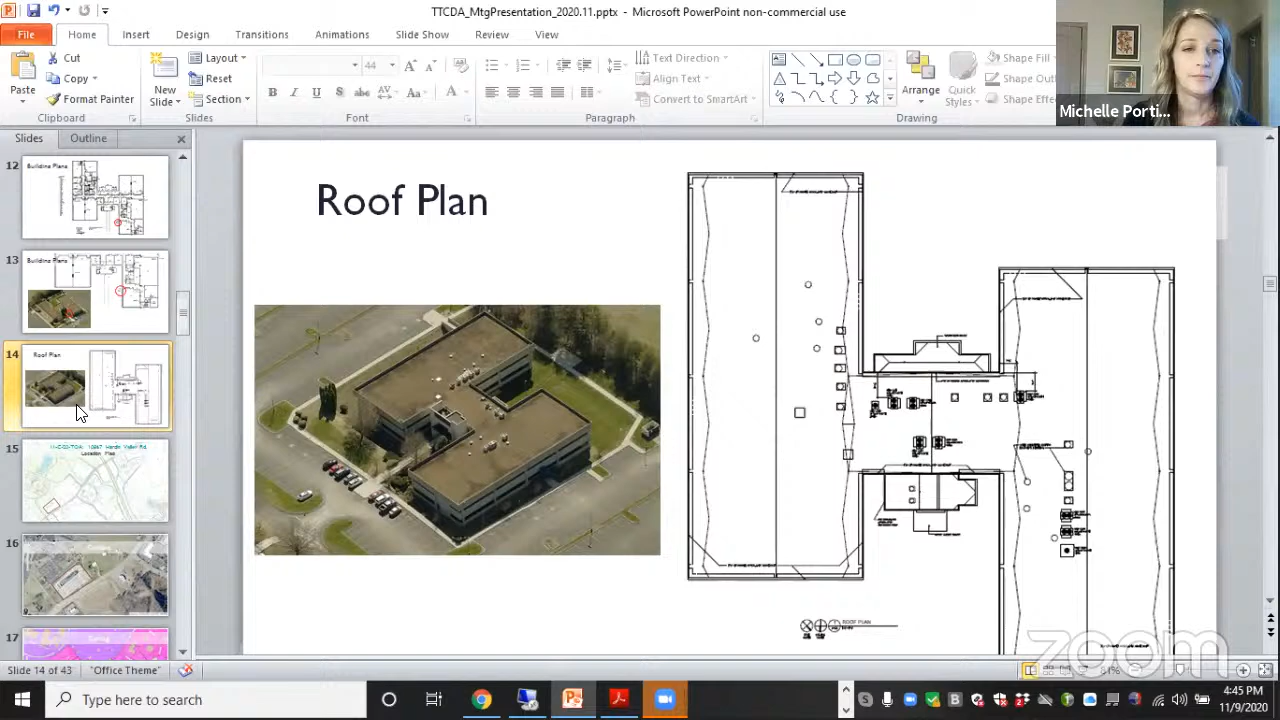 TTCDA_MtgPresentation_2020.11.pptx - Microsoft PowerPoint non-commercial use
File Home Insert Design Transitions Animations Slide Show Review View
Cut Layout 44 Text Direction Shape Fill
Copy Reset Align Text Shape Out
Paste Format Painter New Slide Section Convert to SmartArt Arrange Quick Styles Shape Effe
Clipboard Slides Font Paragraph Drawing
Michelle Porti...
Slides Outline
12
Building Plans
13
Building Plans
14
Roof Plan
15
Location Map
16
17
Roof Plan
ROOF PLAN
zoom
Slide 14 of 43 "Office Theme" 81%
Type here to search
4:45 PM
11/9/2020